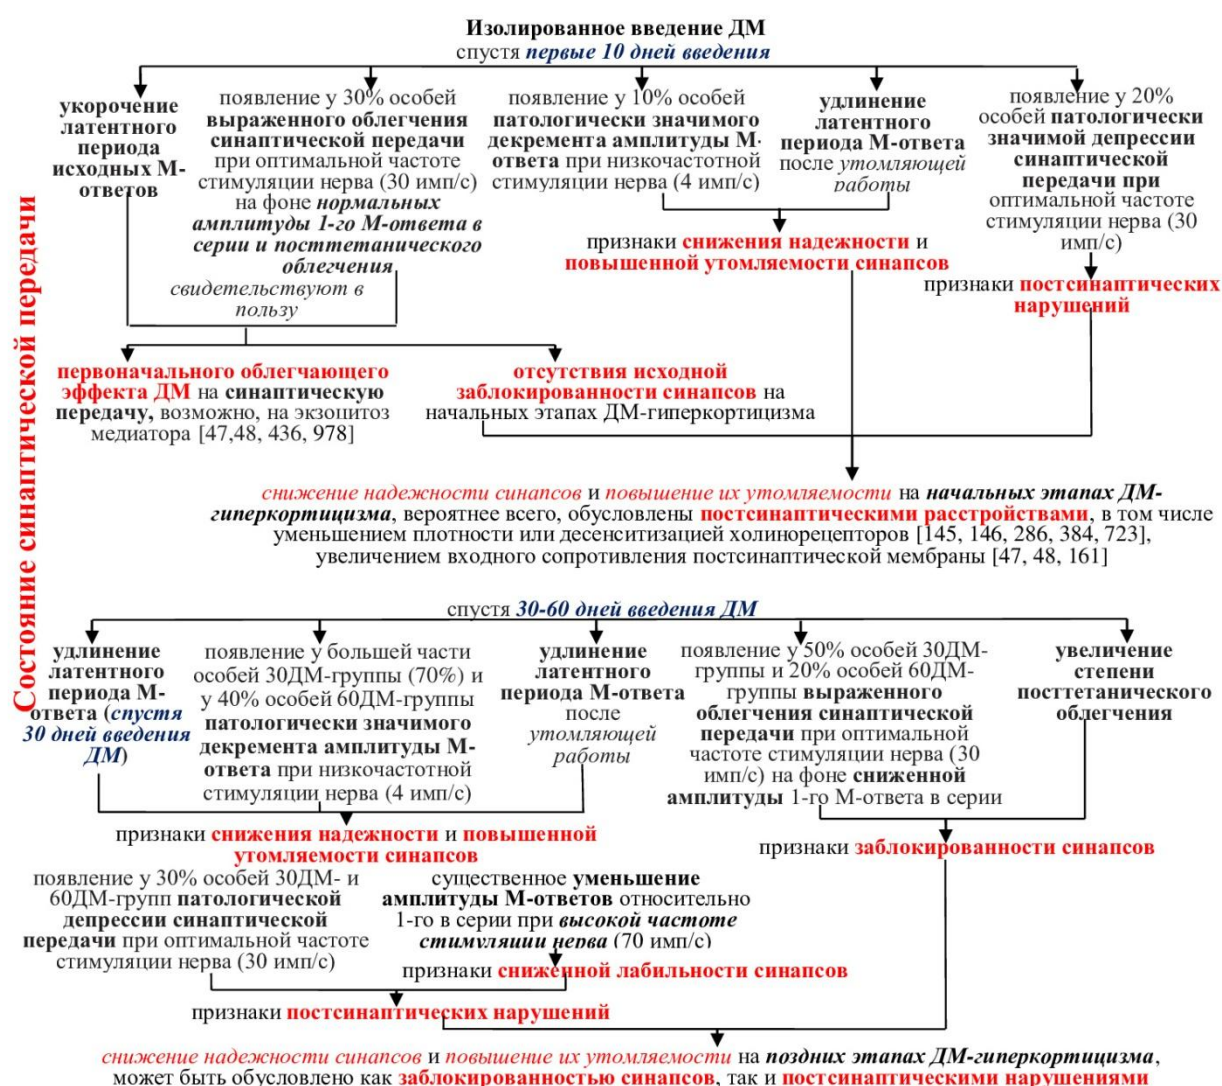 Состояние синаптической передачи
Изолированное введение ДМ
спустя первые 10 дней введения
укорочение
латентного
периода
исходных М-
ответов
появление у 30% особей
выраженного облегчения
синаптической передачи
при оптимальной частоте
стимуляции нерва (30 имп/с)
на фоне нормальных
амплитуды 1-го М-ответа в
серии и посттетанического
облегчения
свидетельствуют в
пользу
появление у 10% особей
патологически значимого
декремента амплитуды М-
ответа при низкочастотной
стимуляции нерва (4 имп/с)
удлинение
латентного
периода М-ответа
после утомляющей
работы
появление у 20%
особей патологически
значимой депрессии
синаптической
передачи при
оптимальной частоте
стимуляции нерва (30
имп/с)
признаки снижения надежности и
повышенной утомляемости синапсов
признаки постсинаптических
нарушений
первоначального облегчающего
эффекта ДМ на синаптическую
передачу, возможно, на экзоцитоз
медиатора [47,48, 436, 978]
отсутствия исходной
заблокированности синапсов на
начальных этапах ДМ-гиперкортицизма
снижение надежности синапсов и повышение их утомляемости на начальных этапах ДМ-
гиперкортицизма, вероятнее всего, обусловлены постсинаптическими расстройствами, в том числе
уменьшением плотности или десенситизацией холинорецепторов [145, 146, 286, 384, 723],
увеличением входного сопротивления постсинаптической мембраны [47, 48, 161]
спустя 30-60 дней введения ДМ
удлинение
латентного
периода М-
ответа (спустя
30 дней введения
ДМ)
появление у большей части
особей 30ДМ-группы (70%) и
у 40% особей 60ДМ-группы
патологически значимого
декремента амплитуды М-
ответа при низкочастотной
стимуляции нерва (4 имп/с)
удлинение
латентного
периода М-ответа
после
утомляющей
работы
появление у 50% особей 30ДМ-
группы и 20% особей 60ДМ-
группы выраженного
облегчения синаптической
передачи при оптимальной
частоте стимуляции нерва (30
имп/с) на фоне сниженной
амплитуды 1-го М-ответа в серии
увеличение
степени
посттетанического
облегчения
признаки снижения надежности и повышенной
утомляемости синапсов
признаки заблокированности синапсов
появление у 30% особей 30ДМ- и
60ДМ-групп патологической
депрессии синаптической
передачи при оптимальной частоте
стимуляции нерва (30 имп/с)
существенное уменьшение
амплитуды М-ответов относительно
1-го в серии при высокой частоте
стимуляции нерва (70 имп/с)
признаки сниженной лабильности синапсов
признаки постсинаптических нарушений
снижение надежности синапсов и повышение их утомляемости на поздних этапах ДМ-гиперкортицизма,
может быть обусловлено как заблокированностью синапсов, так и постсинаптическими нарушениями